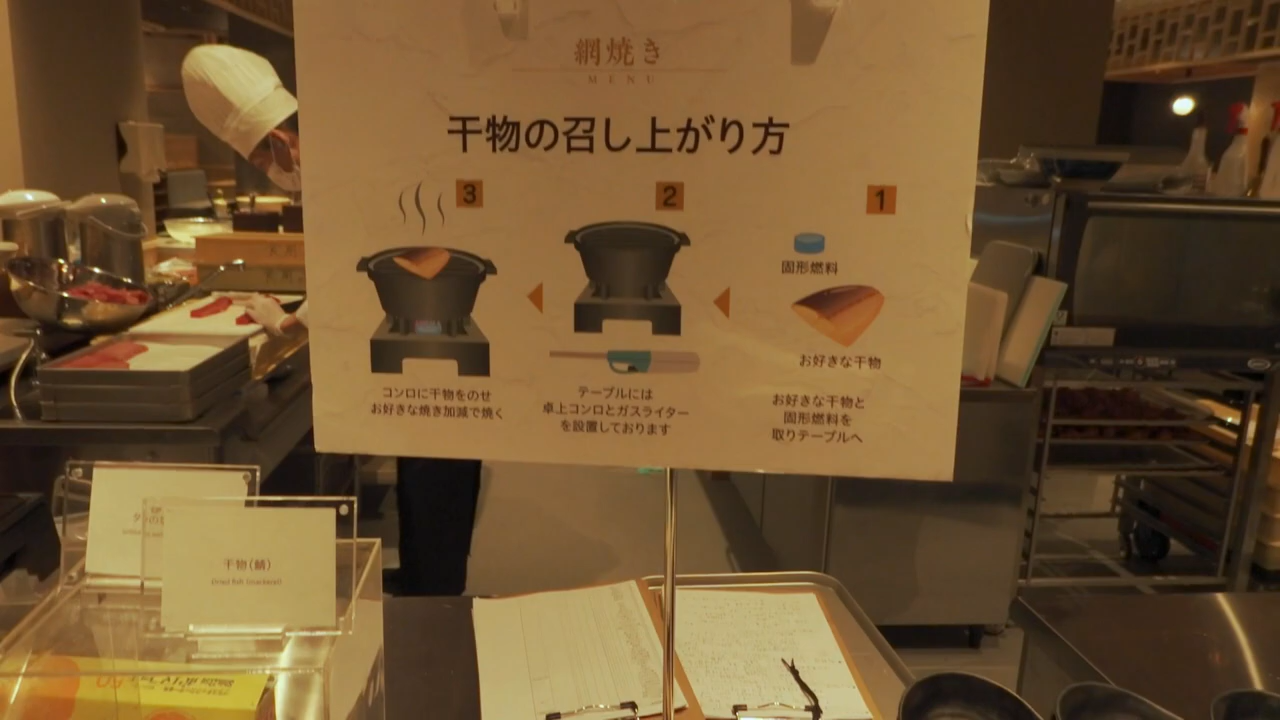 網焼き
MENU
干物の召し上がり方
1
固形燃料
お好きな干物
お好きな干物と
固形燃料を
取りテーブルへ
2
テーブルには
卓上コンロとガスライター
を設置しております
3
コンロに干物をのせ
お好きな焼き加減で焼く
干物(鯖)
Dried fish (mackerel)